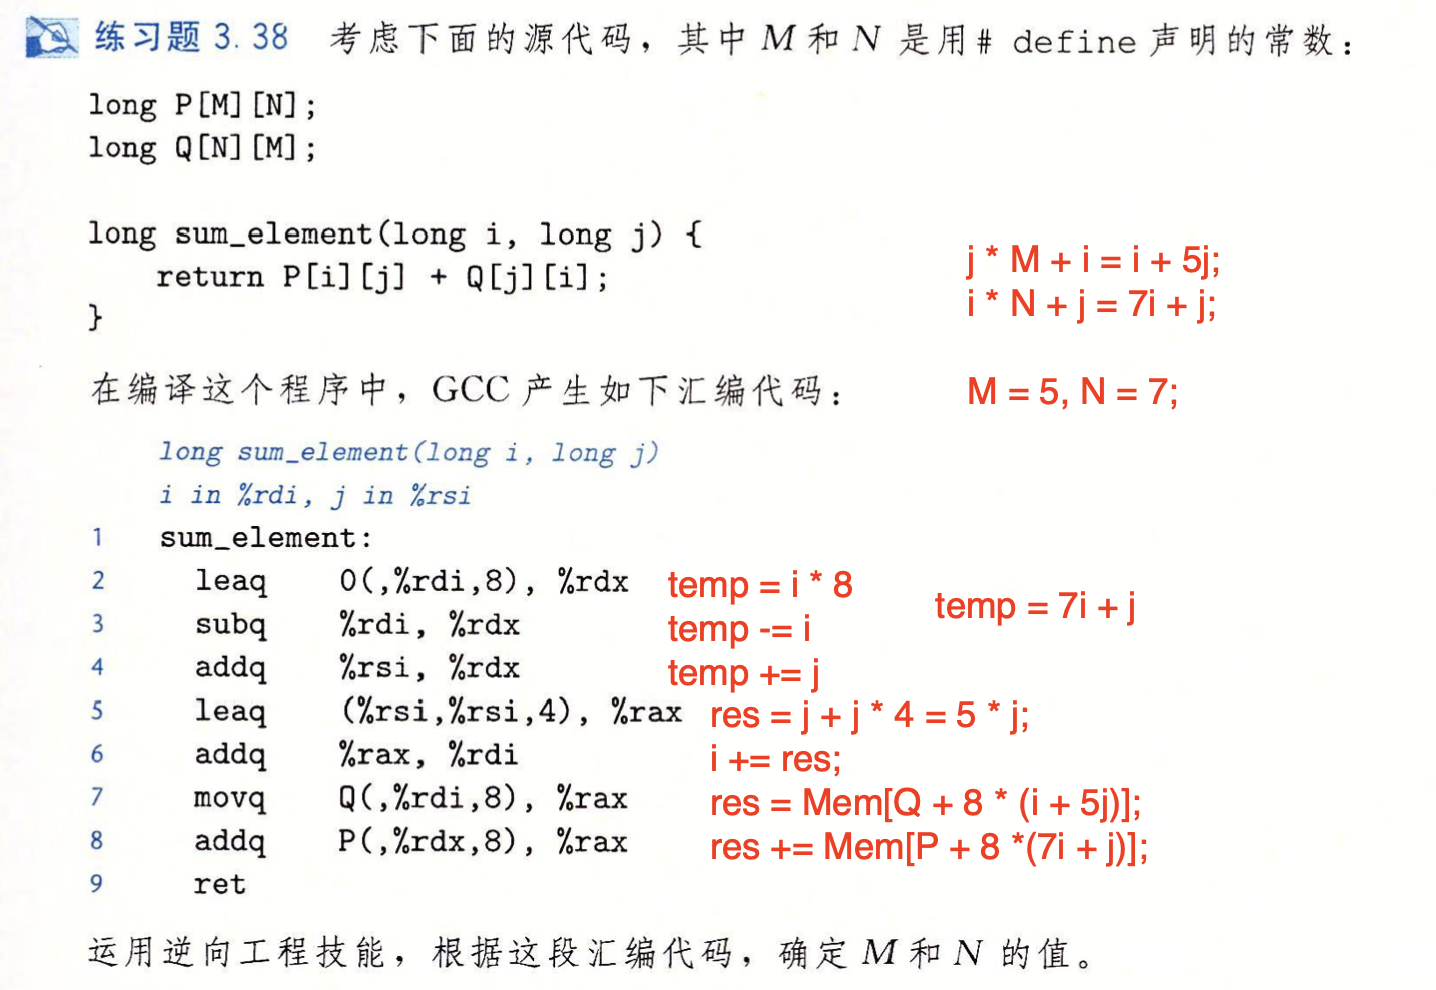 练习题 3.38 考虑下面的源代码，其中 M 和 N 是用# define 声明的常数：
long P[M][N];
long Q[N][M];
long sum_element(long i, long j) {
return P[i][j] + Q[j][i];
}
j * M + i = i + 5j;
i * N + j = 7i + j;
在编译这个程序中，GCC 产生如下汇编代码：
M = 5, N = 7;
long sum_element(long i, long j)
i in %rdi, j in %rsi
1 sum_element:
2 leaq 0(,%rdi,8), %rdx temp = i * 8
3 subq %rdi, %rdx temp -= i
temp = 7i + j
4 addq %rsi, %rdx temp += j
5 leaq (%rsi,%rsi,4), %rax res = j + j * 4 = 5 * j;
6 addq %rax, %rdi i += res;
7 movq Q(,%rdi,8), %rax res = Mem[Q + 8 * (i + 5j)];
8 addq P(,%rdx,8), %rax res += Mem[P + 8 *(7i + j)];
9 ret
运用逆向工程技能，根据这段汇编代码，确定 M 和 N 的值。